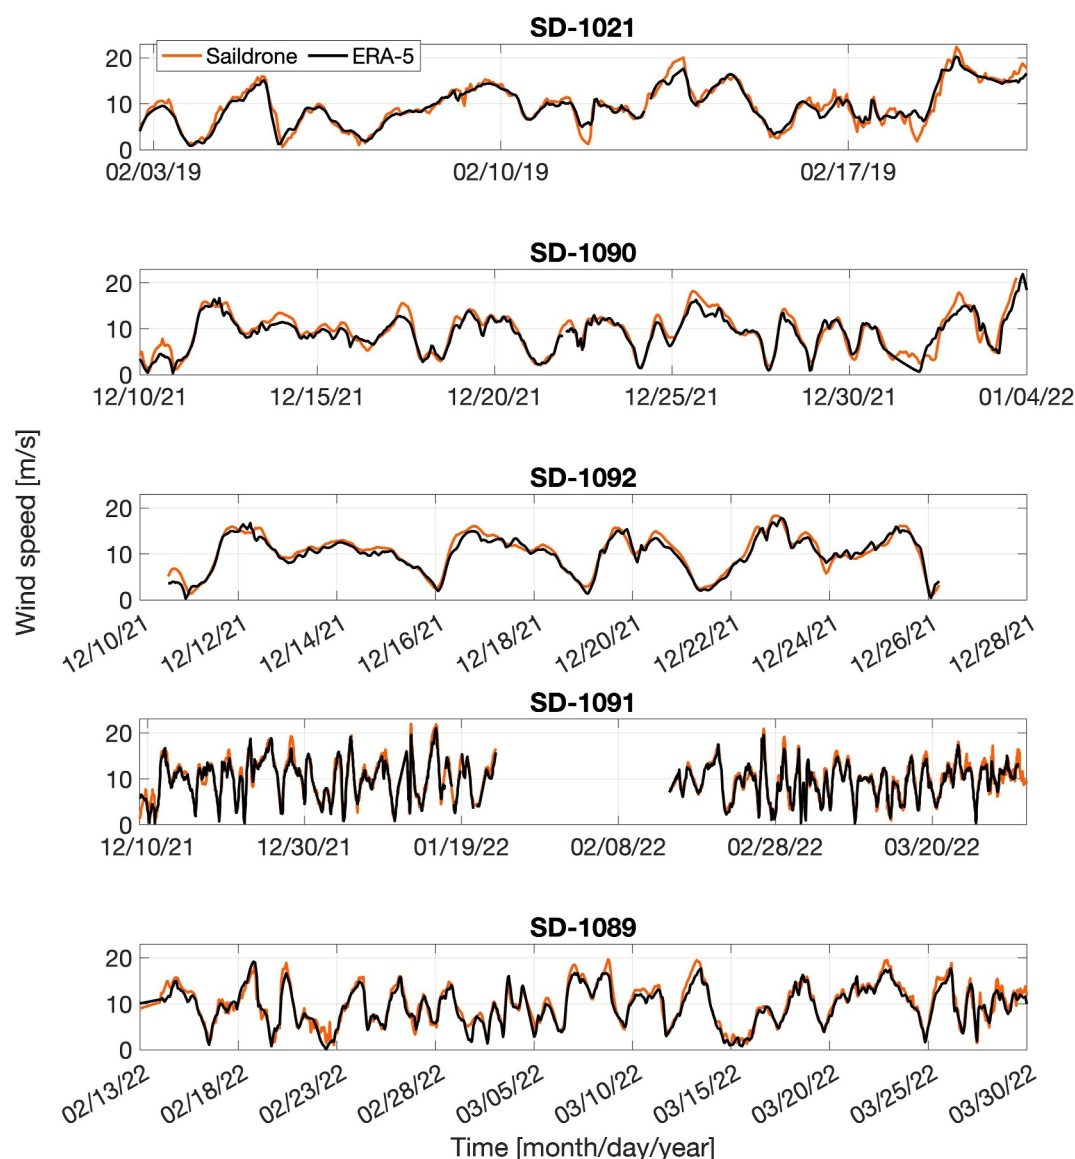 SD-1021
Saildrone ERA-5
20
10
0
02/03/19 02/10/19 02/17/19
SD-1090
20
10
0
12/10/21 12/15/21 12/20/21 12/25/21 12/30/21 01/04/22
SD-1092
20
10
0
12/10/21 12/12/21 12/14/21 12/16/21 12/18/21 12/20/21 12/22/21 12/24/21 12/26/21 12/28/21
Wind speed [m/s]
SD-1091
20
10
0
12/10/21 12/30/21 01/19/22 02/08/22 02/28/22 03/20/22
SD-1089
20
10
0
02/13/22 02/18/22 02/23/22 02/28/22 03/05/22 03/10/22 03/15/22 03/20/22 03/25/22 03/30/22
Time [month/day/year]